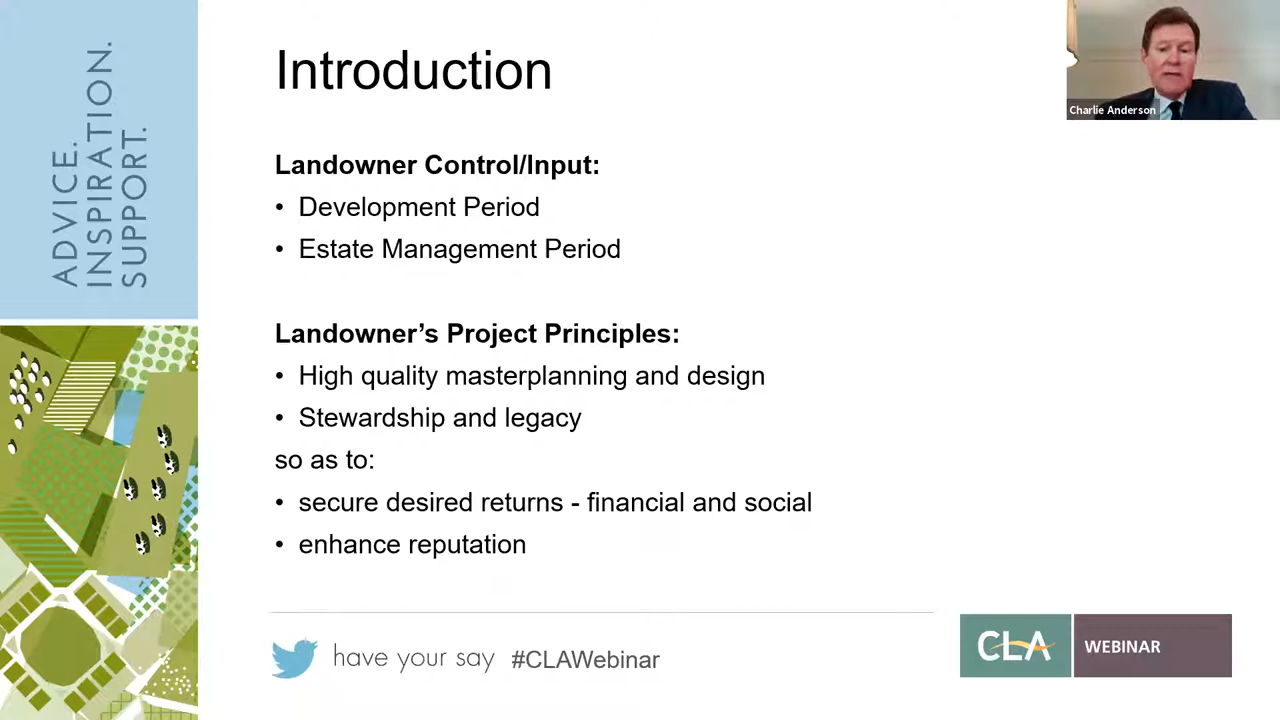 ADVICE.
INSPIRATION.
SUPPORT.
Introduction
Charlie Anderson
Landowner Control/Input:
• Development Period
• Estate Management Period
Landowner’s Project Principles:
• High quality masterplanning and design
• Stewardship and legacy
so as to:
• secure desired returns - financial and social
• enhance reputation
have your say #CLAWebinar
CLA WEBINAR